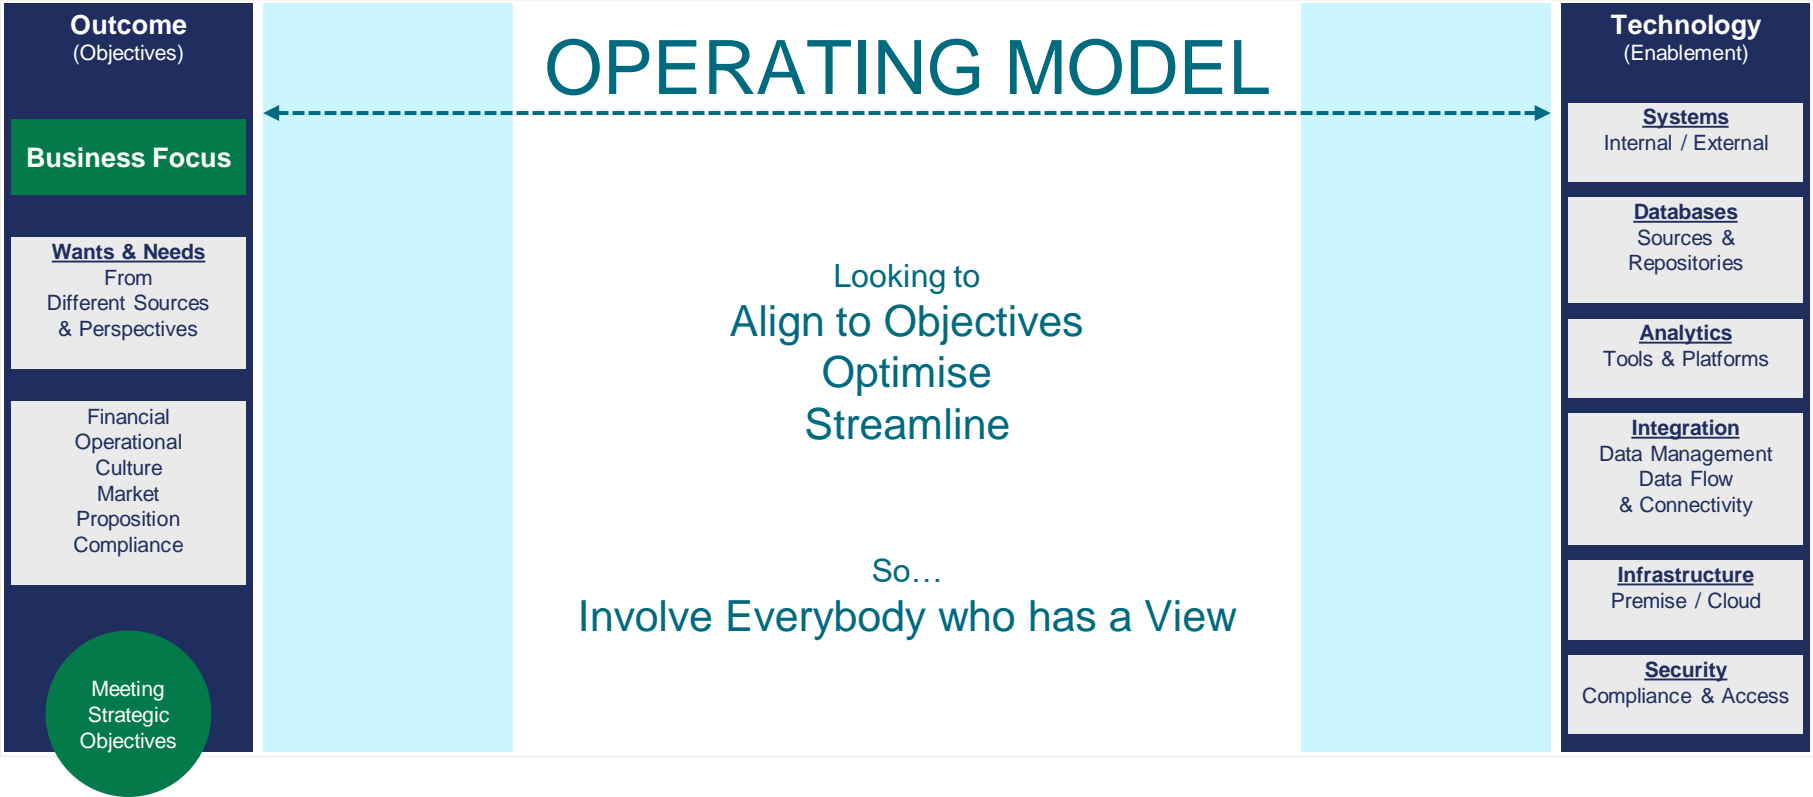 Outcome
(Objectives)
Business Focus
Wants & Needs
From
Different Sources
& Perspectives
Financial
Operational
Culture
Market
Proposition
Compliance
Meeting
Strategic
Objectives
OPERATING MODEL
Looking to
Align to Objectives
Optimise
Streamline
So…
Involve Everybody who has a View
Technology
(Enablement)
Systems
Internal / External
Databases
Sources &
Repositories
Analytics
Tools & Platforms
Integration
Data Management
Data Flow
& Connectivity
Infrastructure
Premise / Cloud
Security
Compliance & Access